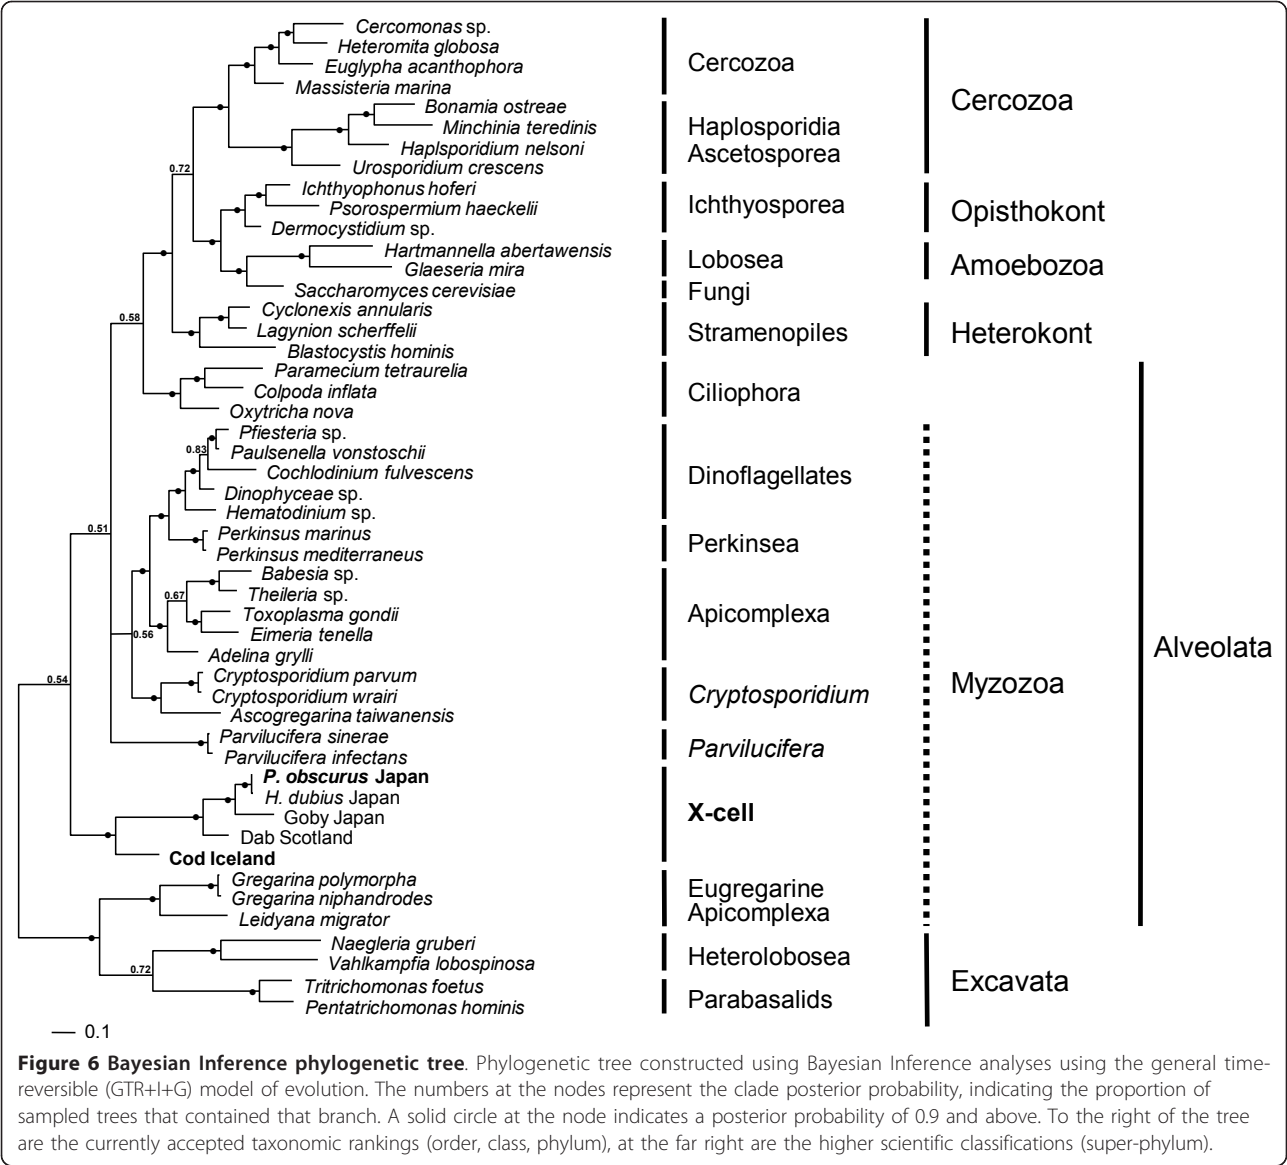 Cercomonas sp.
Heteromita globosa
Euglypha acanthophora
Massisteria marina
Cercozoa
Bonamia ostreae
Minchinia teredinis
Haplsporidium nelsoni
Urosporidium crescens
Haplosporidia
Ascetosporea
Cercozoa
0.72
Ichthyophonus hoferi
Psorospermium haeckelii
Dermocystidium sp.
Ichthyosporea
Opisthokont
Hartmannella abertawensis
Glaeseria mira
Lobosea
Amoebozoa
Saccharomyces cerevisiae
Fungi
0.58
Cyclonexis annularis
Lagynion scherffelii
Blastocystis hominis
Stramenopiles
Heterokont
Paramecium tetraurelia
Colpoda inflata
Oxytricha nova
Ciliophora
0.83
Pfiesteria sp.
Paulsenella vonstoschii
Cochlodinium fulvescens
Dinophyceae sp.
Hematodinium sp.
Dinoflagellates
0.51
Perkinsus marinus
Perkinsus mediterraneus
Perkinsea
0.67
Babesia sp.
Theileria sp.
Toxoplasma gondii
Eimeria tenella
Adelina grylli
Apicomplexa
0.56
Cryptosporidium parvum
Cryptosporidium wrairi
Ascogregarina taiwanensis
Cryptosporidium
Myzozoa
Alveolata
0.54
Parvilucifera sinerae
Parvilucifera infectans
Parvilucifera
P. obscurus Japan
H. dubius Japan
Goby Japan
Dab Scotland
Cod Iceland
X-cell
Gregarina polymorpha
Gregarina niphandrodes
Leidyana migrator
Eugregarine
Apicomplexa
0.72
Naegleria gruberi
Vahlkampfia lobospinosa
Heterolobosea
Tritrichomonas foetus
Pentatrichomonas hominis
Parabasalids
Excavata
0.1
Figure 6 Bayesian Inference phylogenetic tree. Phylogenetic tree constructed using Bayesian Inference analyses using the general time-
reversible (GTR+I+G) model of evolution. The numbers at the nodes represent the clade posterior probability, indicating the proportion of
sampled trees that contained that branch. A solid circle at the node indicates a posterior probability of 0.9 and above. To the right of the tree
are the currently accepted taxonomic rankings (order, class, phylum), at the far right are the higher scientific classifications (super-phylum).